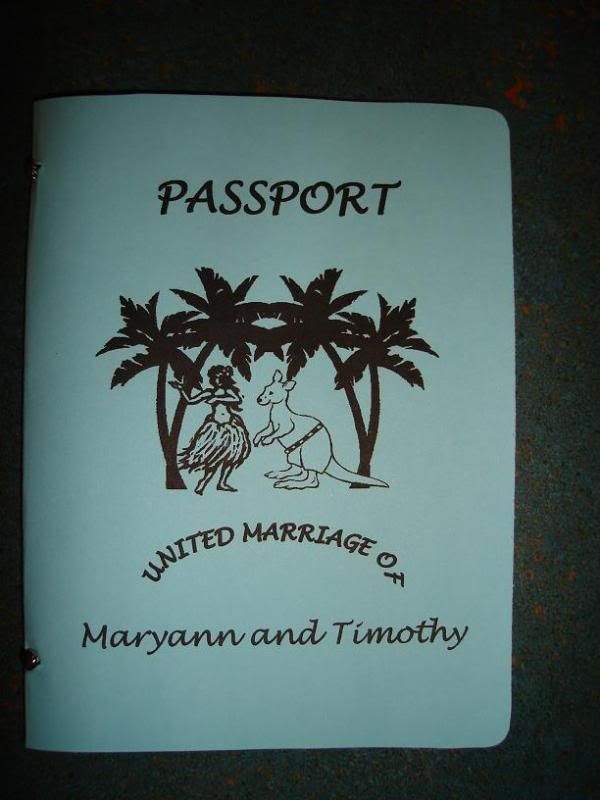 PASSPORT
UNITED MARRIAGE OF
Maryann and Timothy